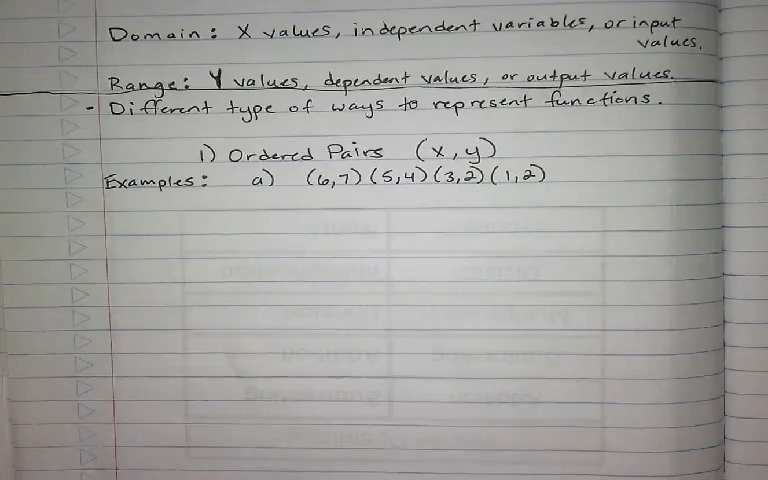 Domain: X values, independent variables, or input
values.
Range: Y values, dependent values, or output values.
- Different type of ways to represent functions.
1) Ordered Pairs (x,y)
Examples: a) (6,7) (5,4) (3,2) (1,2)